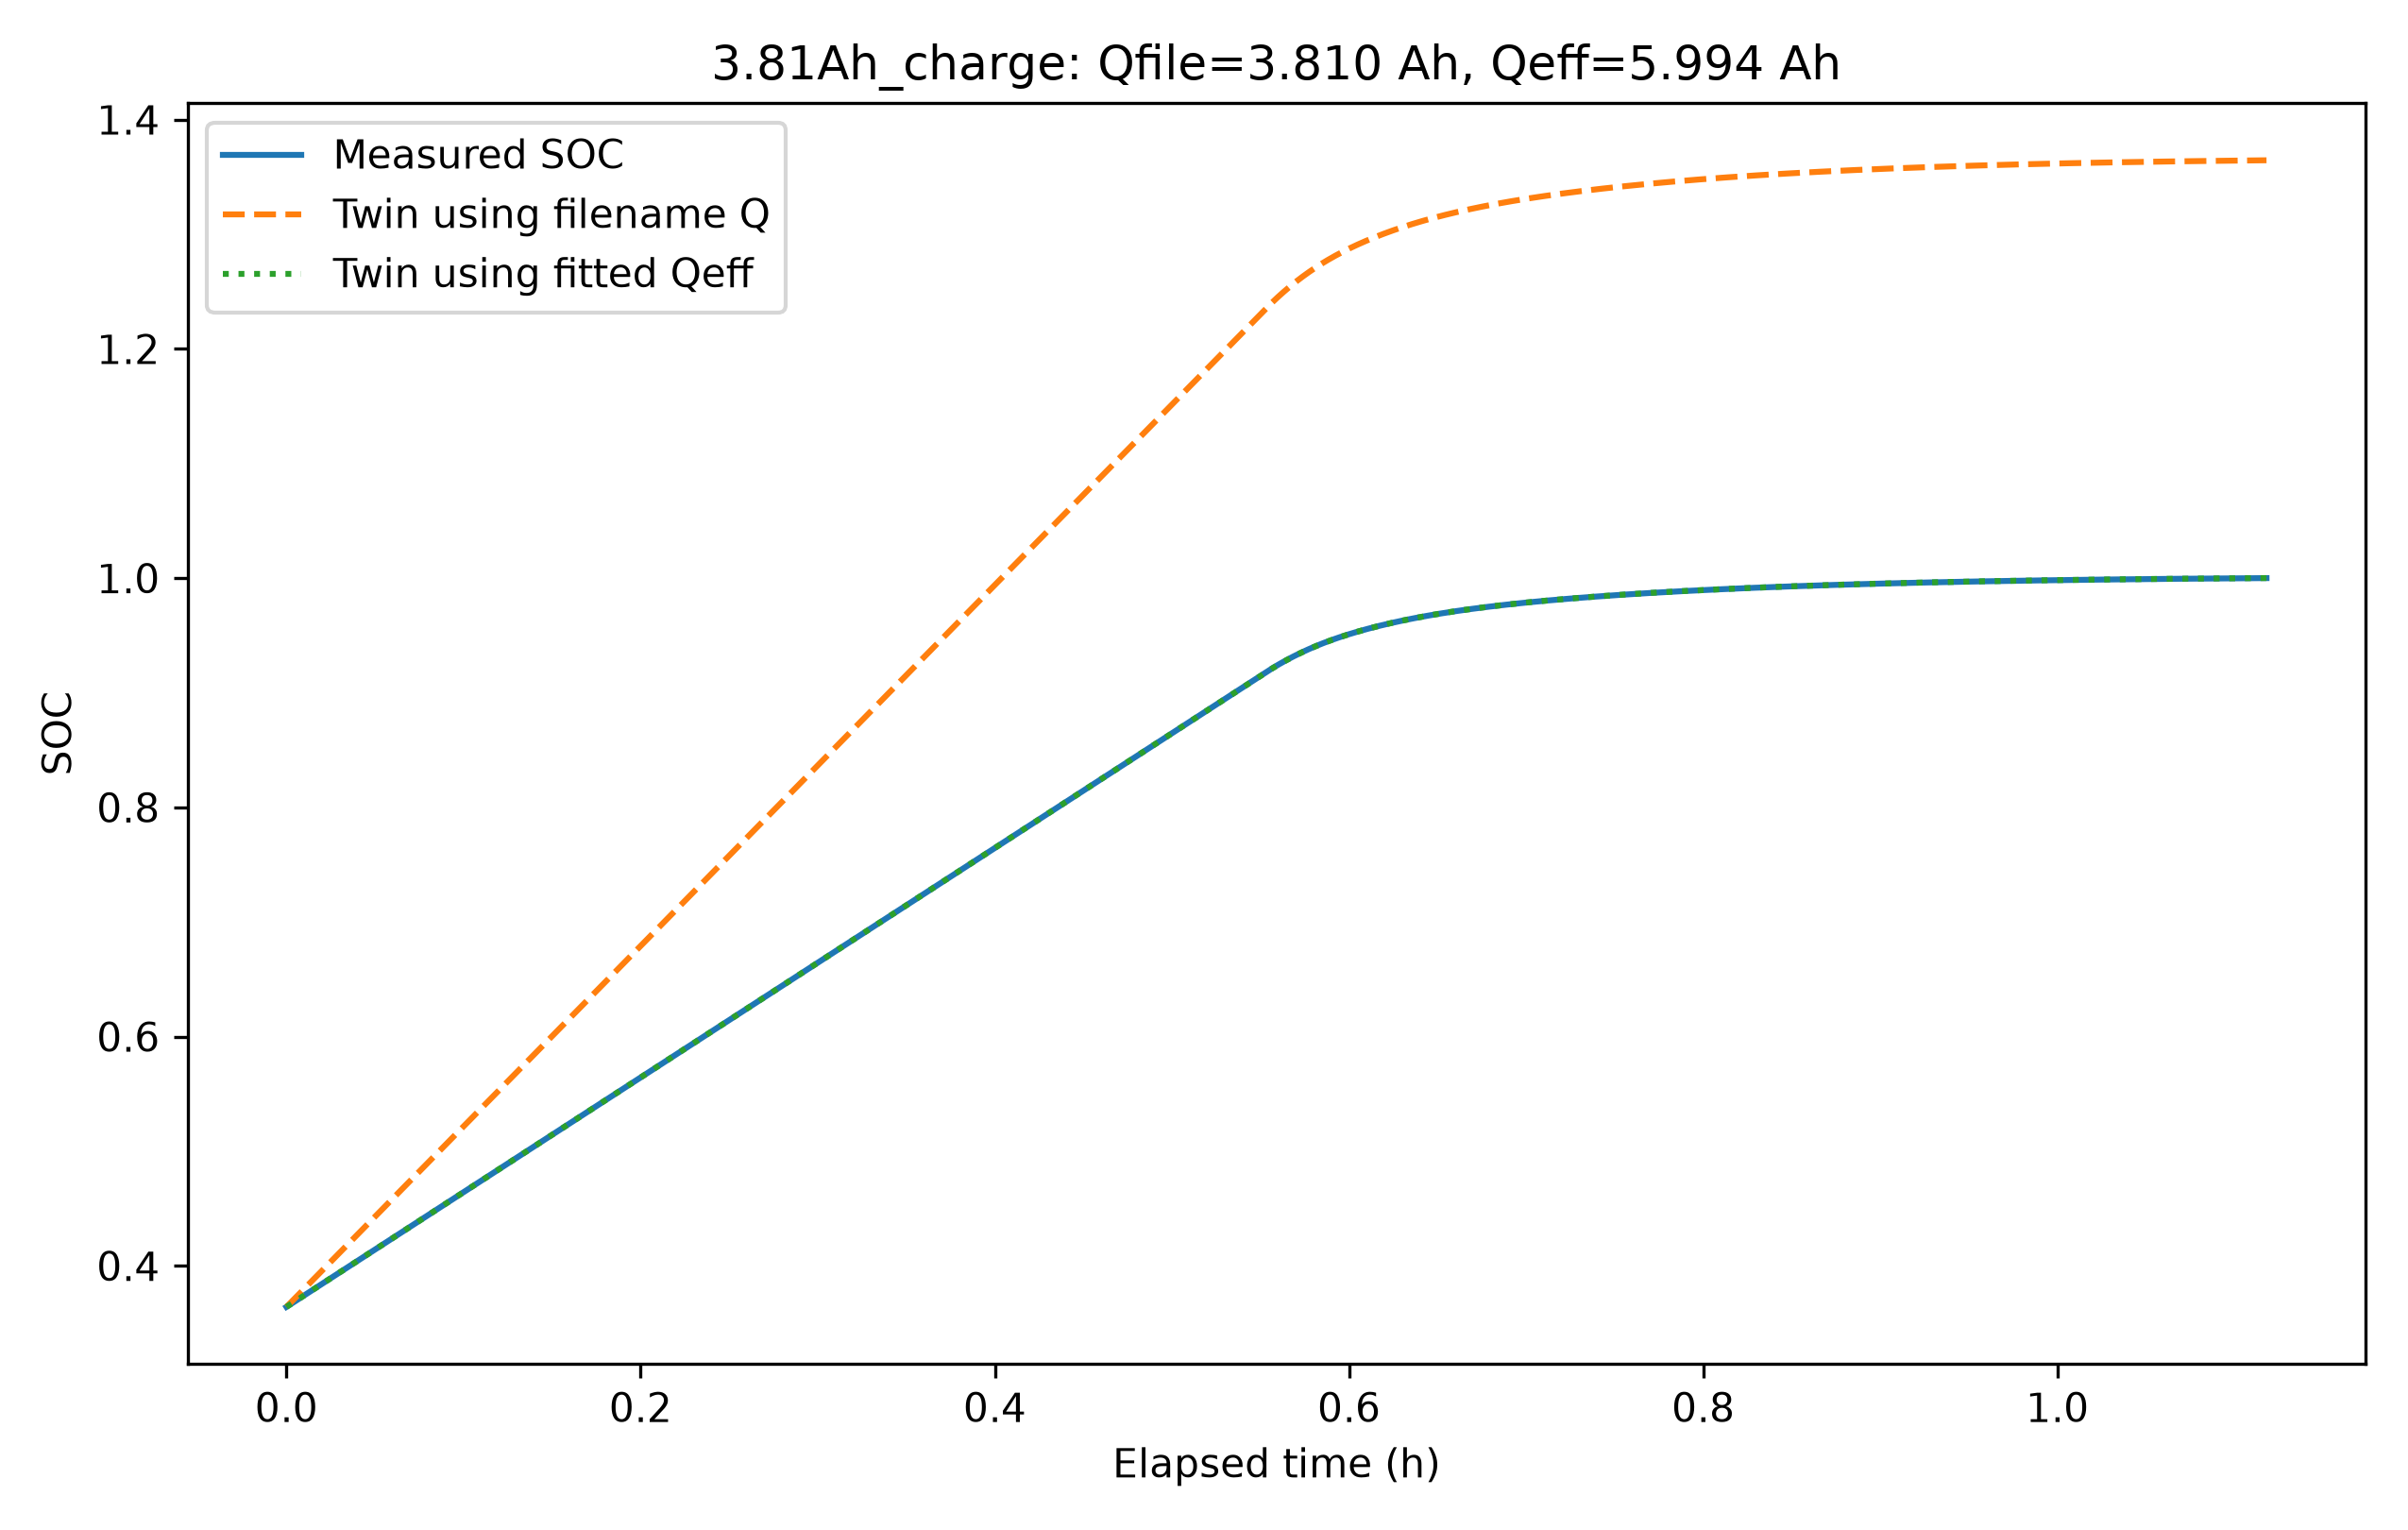 3.81Ah_charge: Qfile=3.810 Ah, Qeff=5.994 Ah
Measured SOC
Twin using filename Q
Twin using fitted Qeff
1.4
1.2
1.0
0.8
0.6
0.4
SOC
0.0 0.2 0.4 0.6 0.8 1.0
Elapsed time (h)